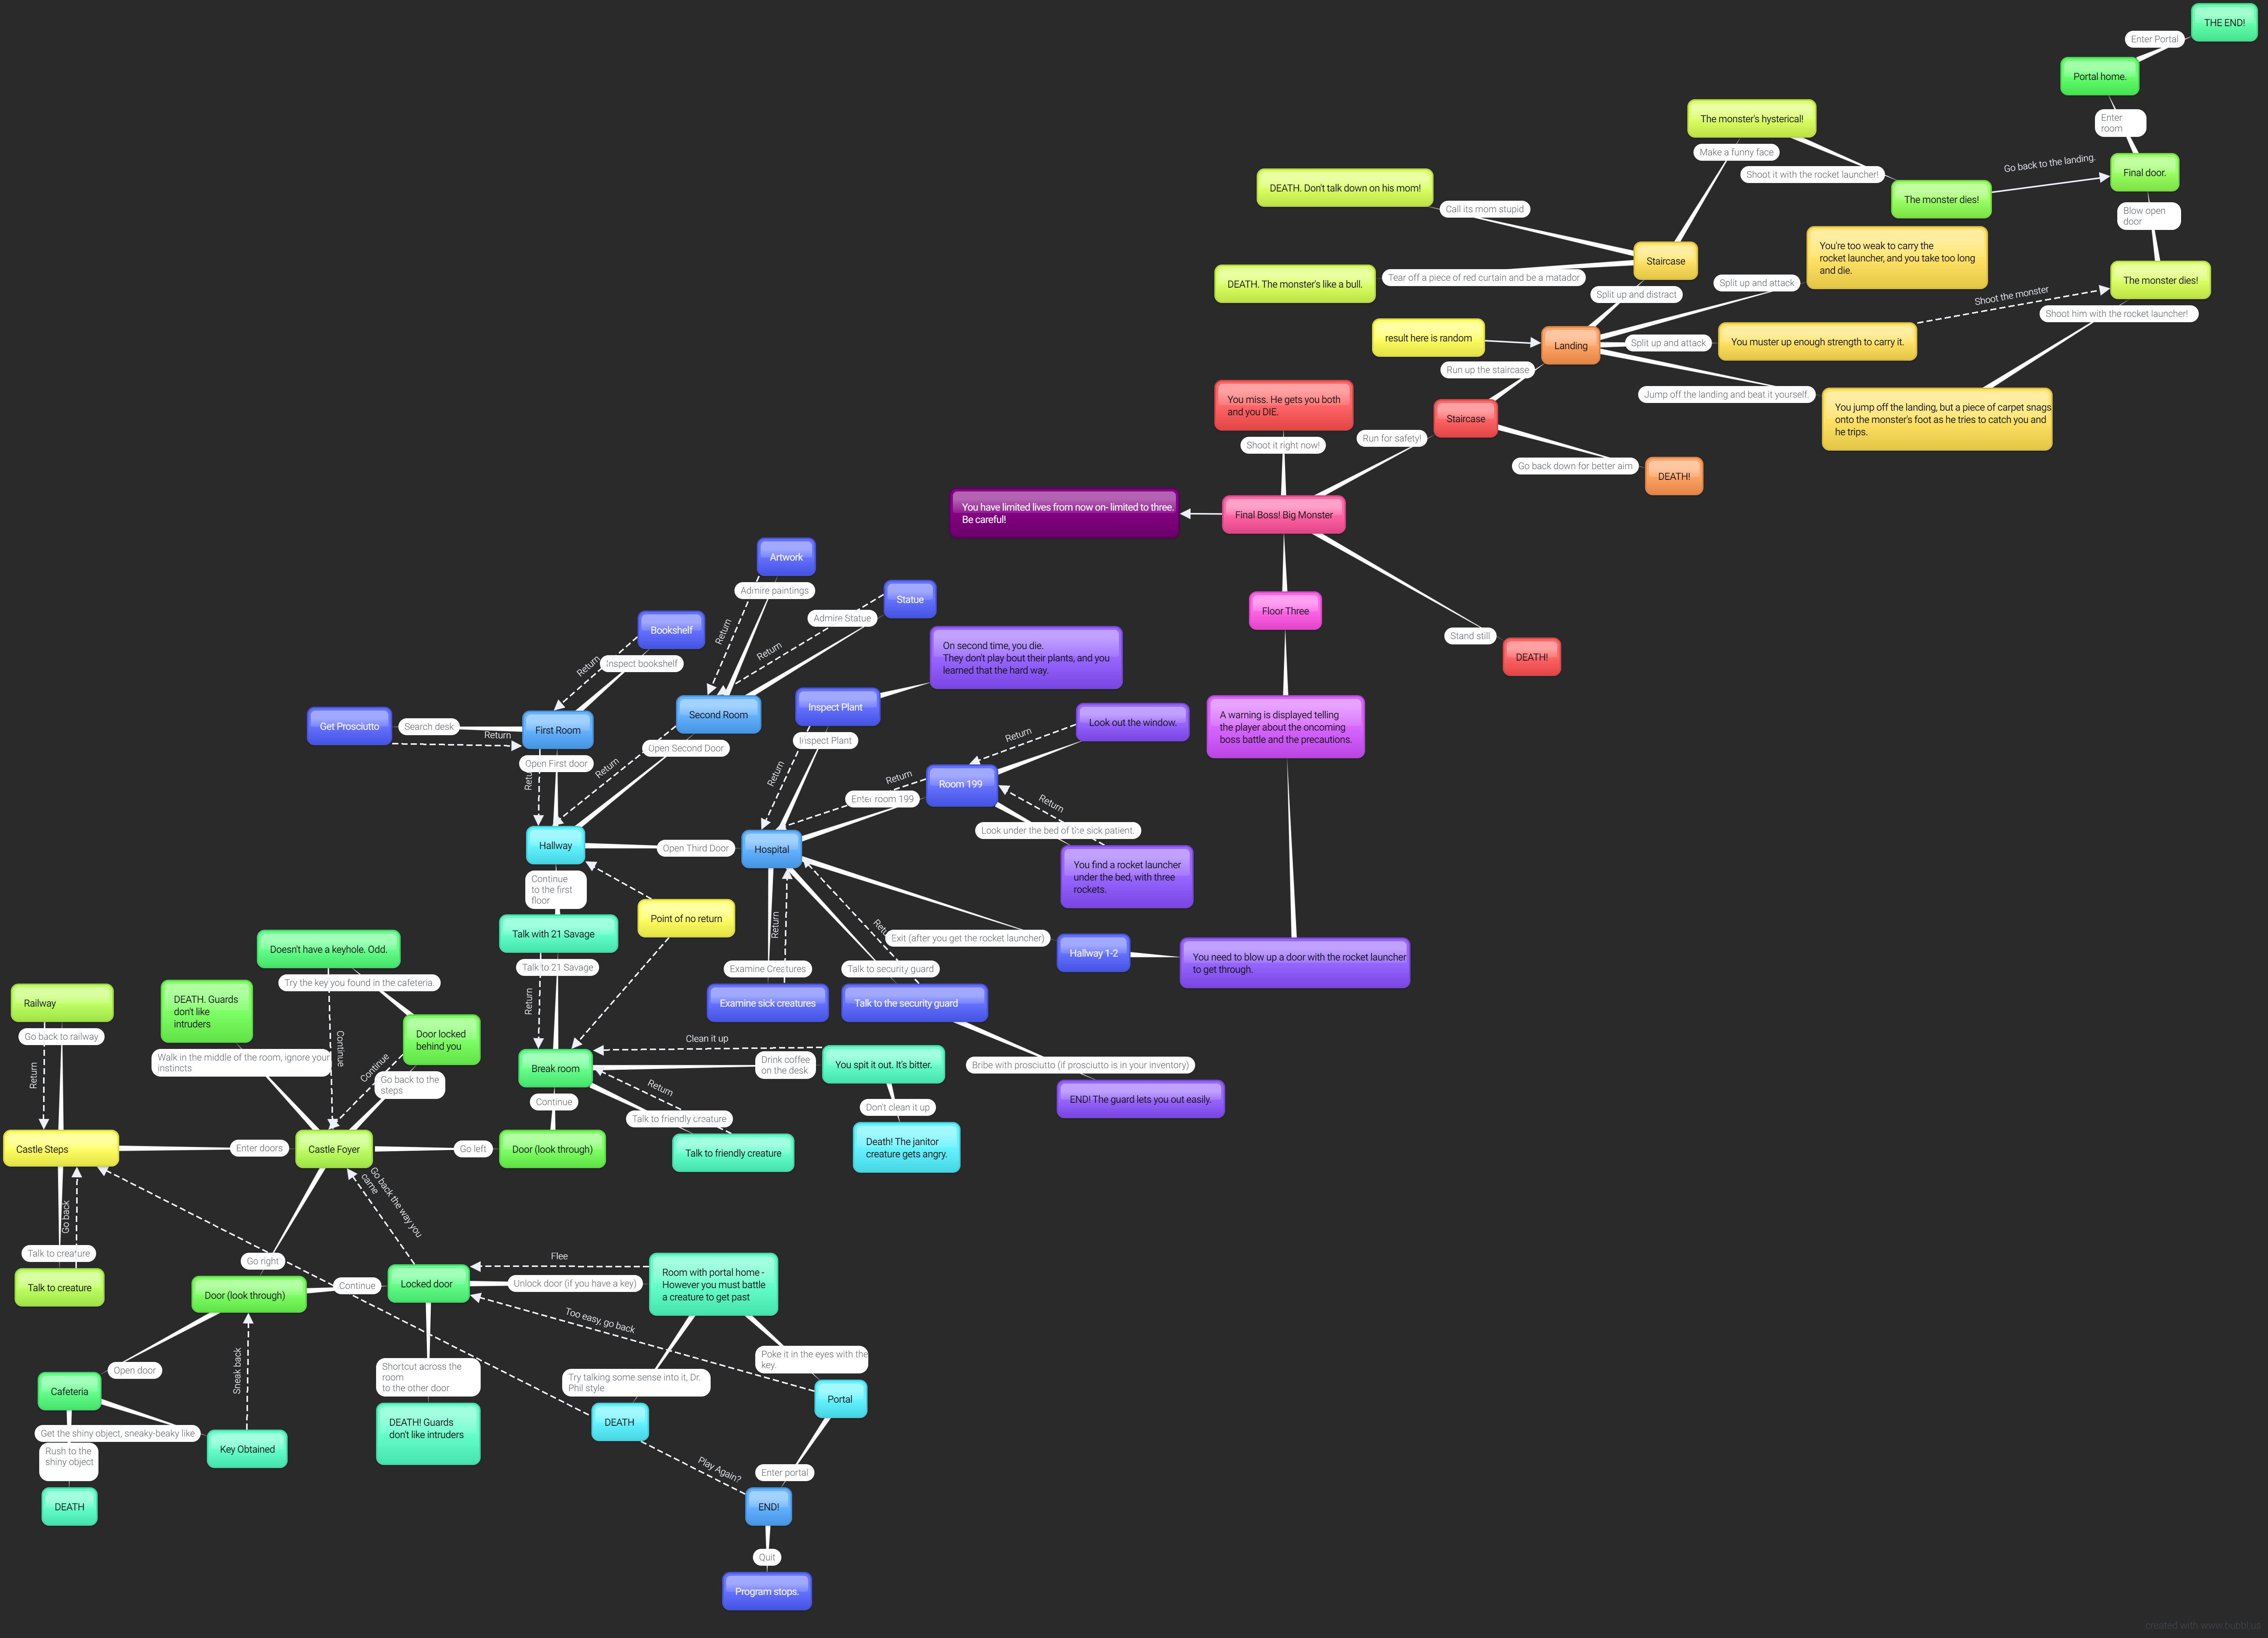 THE END!
Enter Portal
Portal home.
Enter
room
The monster's hysterical!
Make a funny face
Shoot it with the rocket launcher!
Go back to the landing.
Final door.
DEATH. Don't talk down on his mom!
Call its mom stupid
The monster dies!
Blow open
door
Staircase
You're too weak to carry the
rocket launcher, and you take too long
and die.
DEATH. The monster's like a bull.
Tear off a piece of red curtain and be a matador
Split up and distract
Split up and attack
The monster dies!
Shoot the monster
Shoot him with the rocket launcher!
result here is random
Landing
Split up and attack
You muster up enough strength to carry it.
Run up the staircase
Jump off the landing and beat it yourself.
You jump off the landing, but a piece of carpet snags
onto the monster's foot as he tries to catch you and
he trips.
You miss. He gets you both
and you DIE.
Staircase
Shoot it right now!
Run for safety!
Go back down for better aim
DEATH!
You have limited lives from now on- limited to three.
Be careful!
Final Boss! Big Monster
Floor Three
Stand still
DEATH!
Artwork
Admire paintings
Statue
Admire Statue
Return
Return
Bookshelf
Inspect bookshelf
Return
On second time, you die.
They don't play bout their plants, and you
learned that the hard way.
Get Prosciutto
Search desk
Return
First Room
Second Room
Inspect Plant
Look out the window.
A warning is displayed telling
the player about the oncoming
boss battle and the precautions.
Open First door
Open Second Door
Inspect Plant
Return
Return
Return
Return
Return
Room 199
Enter room 199
Return
Look under the bed of the sick patient.
Hallway
Open Third Door
Hospital
You find a rocket launcher
under the bed, with three
rockets.
Continue
to the first
floor
Point of no return
Talk with 21 Savage
Talk to 21 Savage
Return
Return
Exit (after you get the rocket launcher)
Hallway 1-2
You need to blow up a door with the rocket launcher
to get through.
Examine Creatures
Talk to security guard
Examine sick creatures
Talk to the security guard
Bribe with prosciutto (if prosciutto is in your inventory)
END! The guard lets you out easily.
Doesn't have a keyhole. Odd.
Try the key you found in the cafeteria.
Railway
Go back to railway
Return
DEATH. Guards
don't like
intruders
Walk in the middle of the room, ignore your
instincts
Door locked
behind you
Continue
Continue
Go back to the
steps
Clean it up
Drink coffee
on the desk
You spit it out. It's bitter.
Break room
Return
Continue
Talk to friendly creature
Talk to friendly creature
Don't clean it up
Death! The janitor
creature gets angry.
Castle Steps
Enter doors
Castle Foyer
Go left
Door (look through)
Go back the way you
came
Go back
Talk to creature
Talk to creature
Go right
Door (look through)
Continue
Locked door
Flee
Unlock door (if you have a key)
Room with portal home -
However you must battle
a creature to get past
Too easy, go back
Open door
Sneak back
Shortcut across the
room
to the other door
Poke it in the eyes with the
key.
Try talking some sense into it, Dr.
Phil style
Cafeteria
Portal
Get the shiny object, sneaky-beaky like
Key Obtained
DEATH! Guards
don't like intruders
DEATH
Rush to the
shiny object
DEATH
Play Again?
Enter portal
END!
Quit
Program stops.
created with www.bubbl.us